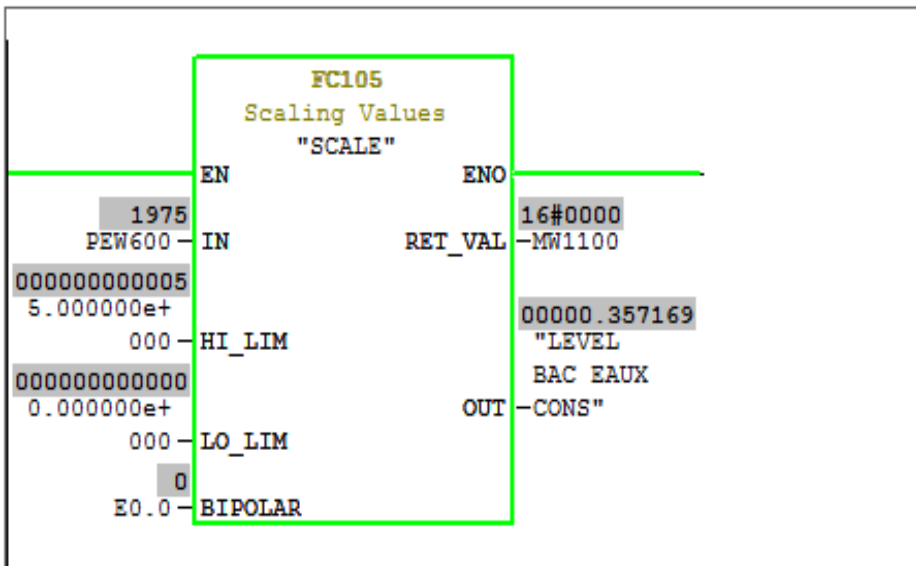 FC105
Scaling Values
"SCALE"
EN ENO
1975 16#0000
PEW600 IN RET_VAL MW1100
000000000005
5.000000e+ 00000.357169
000 HI_LIM "LEVEL
000000000000 BAC EAUX
0.000000e+ OUT CONS"
000 LO_LIM
0
E0.0 BIPOLAR